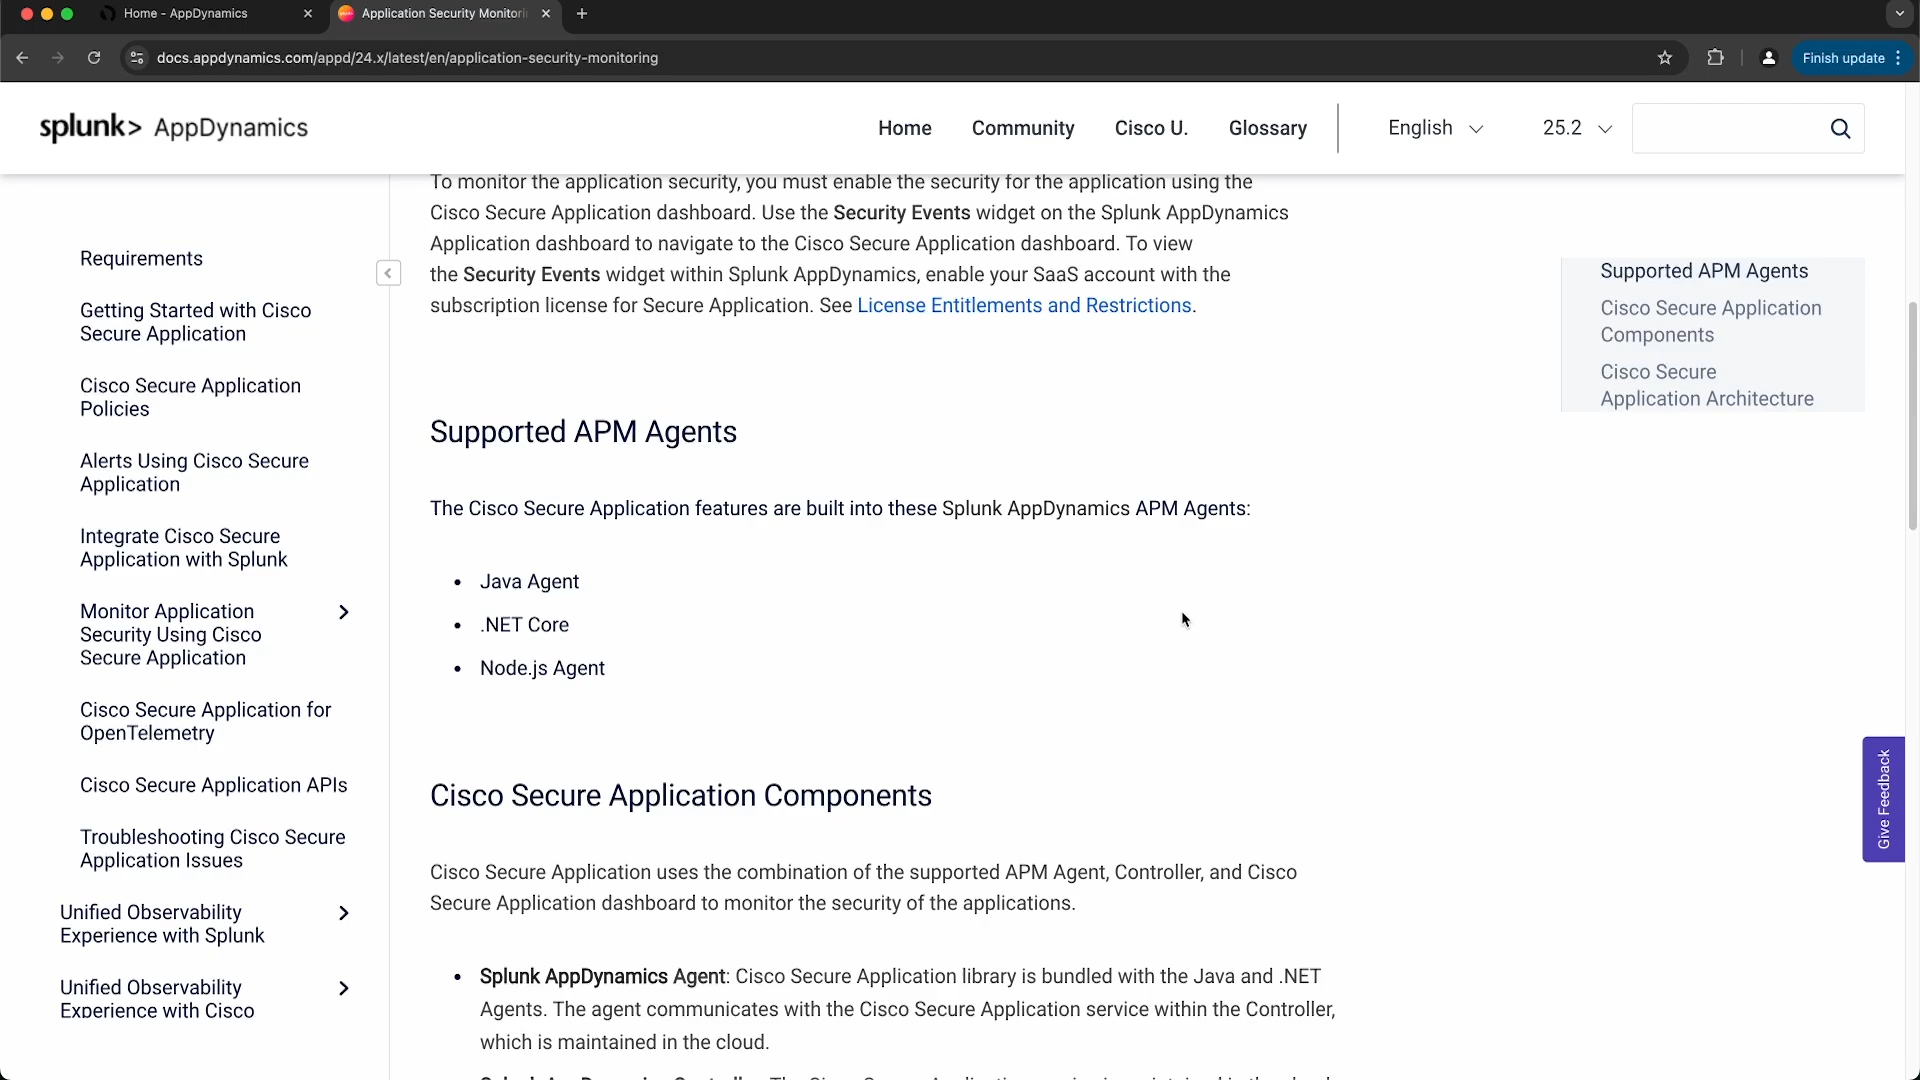 Home - AppDynamics
Application Security Monitori
docs.appdynamics.com/appd/24.x/latest/en/application-security-monitoring
Finish update
splunk> AppDynamics
Home
Community
Cisco U.
Glossary
English
25.2
Requirements
Getting Started with Cisco
Secure Application
Cisco Secure Application
Policies
Alerts Using Cisco Secure
Application
Integrate Cisco Secure
Application with Splunk
Monitor Application
Security Using Cisco
Secure Application
Cisco Secure Application for
OpenTelemetry
Cisco Secure Application APIs
Troubleshooting Cisco Secure
Application Issues
Unified Observability
Experience with Splunk
Unified Observability
Experience with Cisco
To monitor the application security, you must enable the security for the application using the
Cisco Secure Application dashboard. Use the Security Events widget on the Splunk AppDynamics
Application dashboard to navigate to the Cisco Secure Application dashboard. To view
the Security Events widget within Splunk AppDynamics, enable your SaaS account with the
subscription license for Secure Application. See License Entitlements and Restrictions.
Supported APM Agents
The Cisco Secure Application features are built into these Splunk AppDynamics APM Agents:
• Java Agent
• .NET Core
• Node.js Agent
Cisco Secure Application Components
Cisco Secure Application uses the combination of the supported APM Agent, Controller, and Cisco
Secure Application dashboard to monitor the security of the applications.
• Splunk AppDynamics Agent: Cisco Secure Application library is bundled with the Java and .NET
Agents. The agent communicates with the Cisco Secure Application service within the Controller,
which is maintained in the cloud.
Supported APM Agents
Cisco Secure Application
Components
Cisco Secure
Application Architecture
Give Feedback